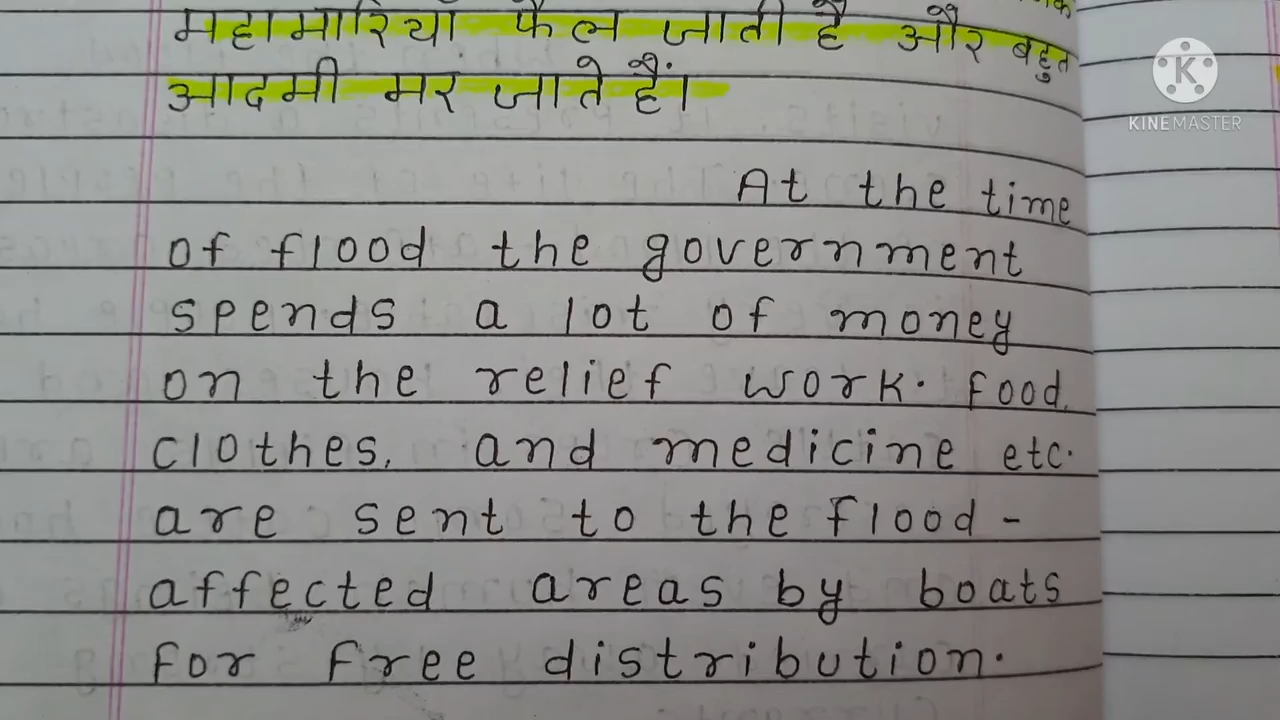 महामारियाँ फैल जाती है और बहुत
आदमी मर जाते हैं।
KINEMASTER
At the time
of flood the government
spends a lot of money
on the relief work. food,
clothes, and medicine etc.
are sent to the flood-
affected areas by boats
for free distribution.